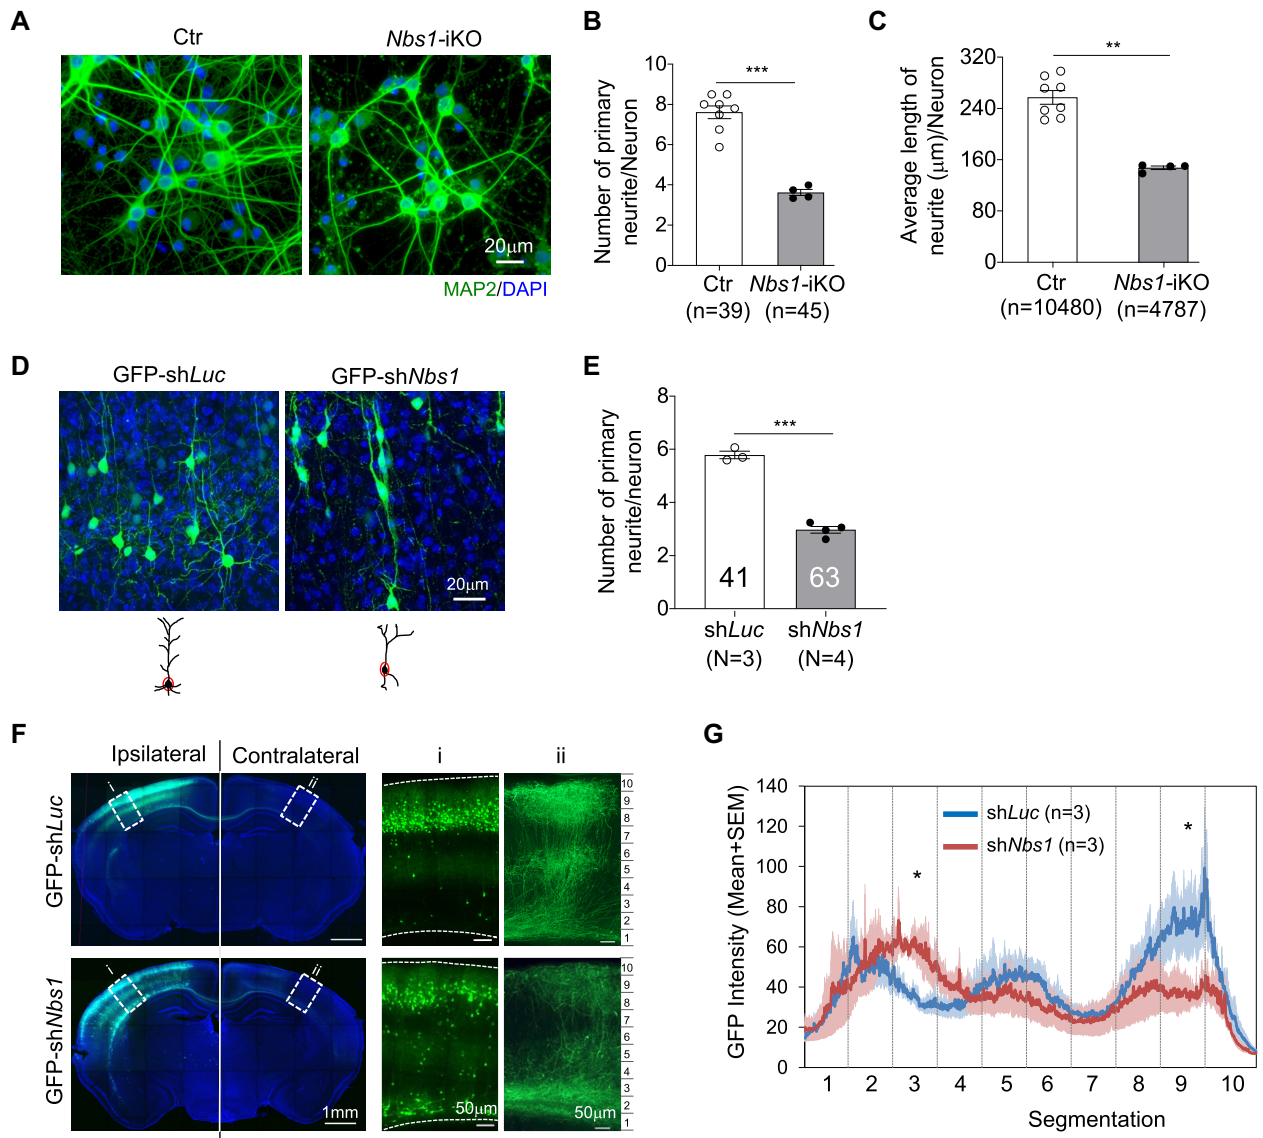 A
Ctr
Nbs1-iKO
20µm
MAP2/DAPI
B
Number of primary
neurite/Neuron
10
8
6
4
2
0
***
Ctr
(n=39)
Nbs1-iKO
(n=45)
C
Average length of
neurite (µm)/Neuron
320
240
160
80
0
**
Ctr
(n=10480)
Nbs1-iKO
(n=4787)
D
GFP-shLuc
GFP-shNbs1
20µm
E
Number of primary
neurite/neuron
8
6
4
2
0
***
41
63
shLuc
(N=3)
shNbs1
(N=4)
F
Ipsilateral
Contralateral
i
ii
GFP-shLuc
i
ii
10
9
8
7
6
5
4
3
2
1
GFP-shNbs1
i
ii
1mm
50µm
50µm
10
9
8
7
6
5
4
3
2
1
G
GFP Intensity (Mean+SEM)
140
120
100
80
60
40
20
0
shLuc (n=3)
shNbs1 (n=3)
*
*
1 2 3 4 5 6 7 8 9 10
Segmentation